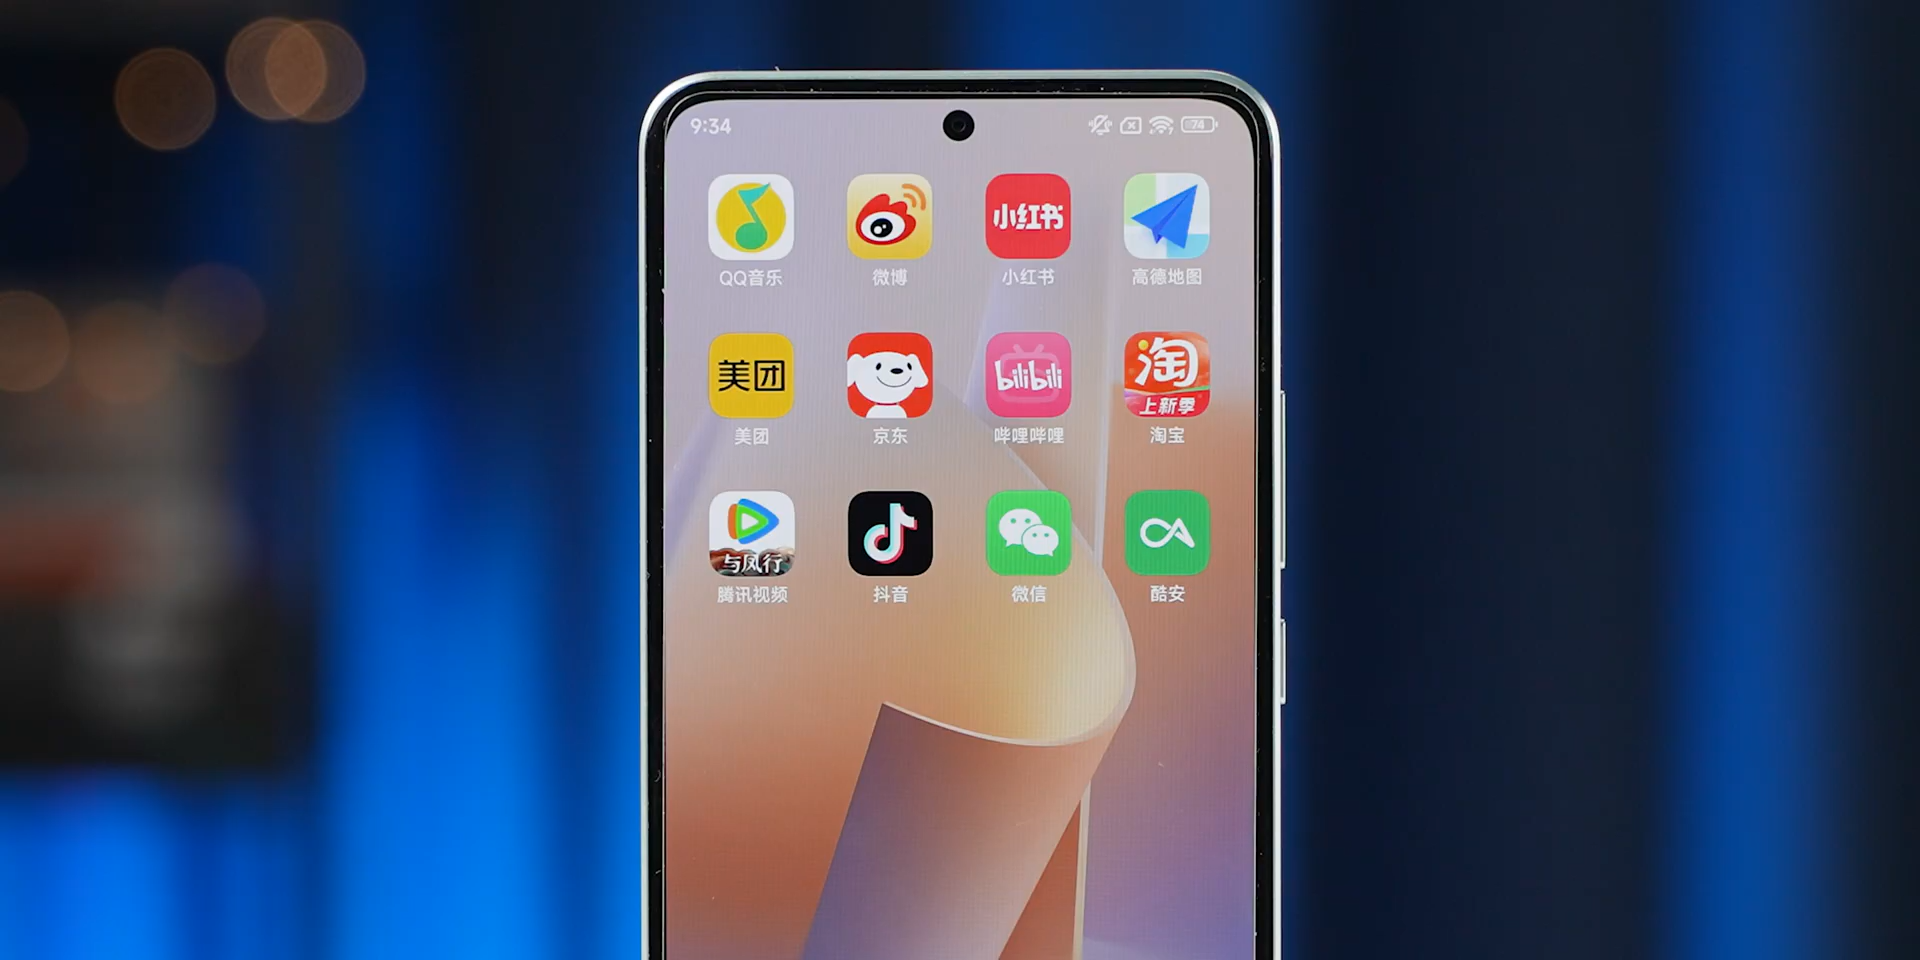 9:34
74
小红书
QQ音乐
微博
小红书
高德地图
美团
bilibili
淘
上新季
美团
京东
哔哩哔哩
淘宝
与凤行
腾讯视频
抖音
微信
酷安